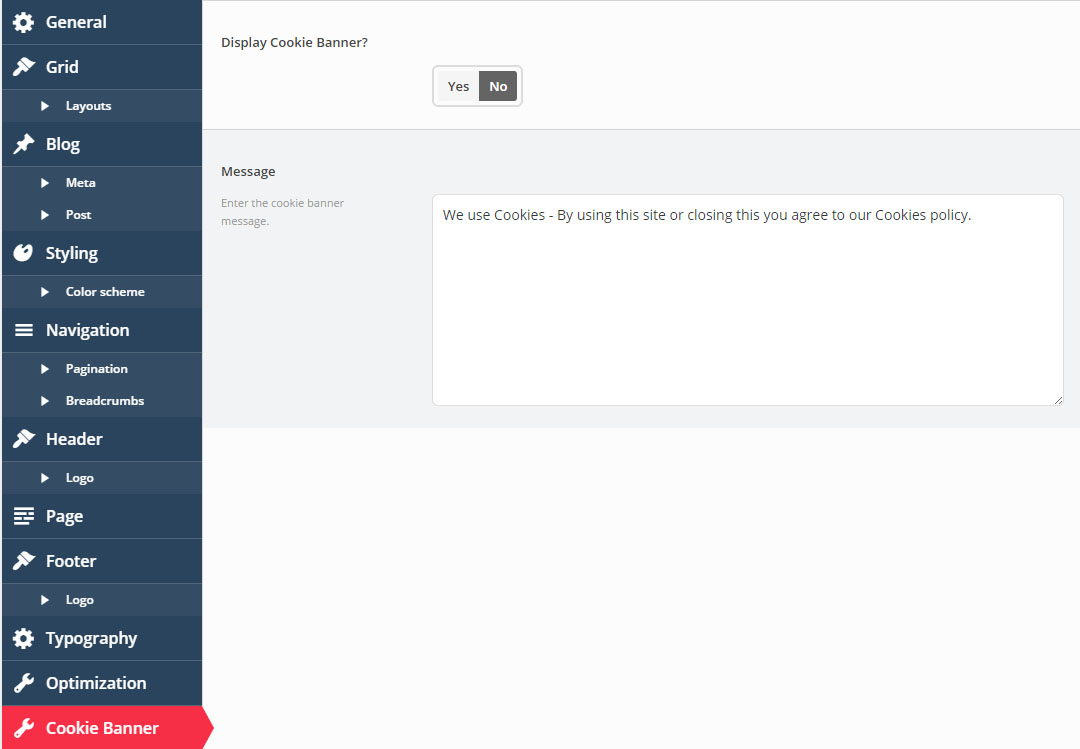 General
Grid
Layouts
Blog
Meta
Post
Styling
Color scheme
Navigation
Pagination
Breadcrumbs
Header
Logo
Page
Footer
Logo
Typography
Optimization
Cookie Banner
Display Cookie Banner?
Yes No
Message
Enter the cookie banner
message.
We use Cookies - By using this site or closing this you agree to our Cookies policy.